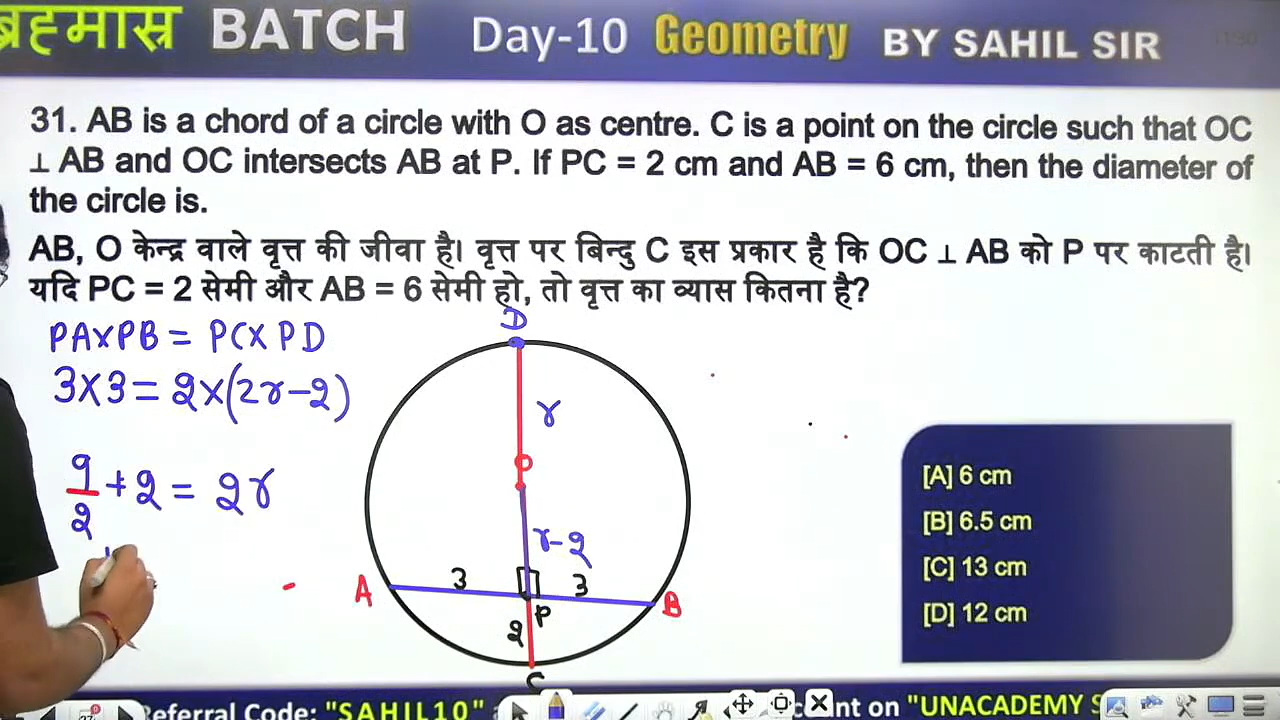 ब्रह्मास्र BATCH Day-10 Geometry BY SAHIL SIR
31. AB is a chord of a circle with O as centre. C is a point on the circle such that OC
⊥ AB and OC intersects AB at P. If PC = 2 cm and AB = 6 cm, then the diameter of
the circle is.
AB, O केन्द्र वाले वृत्त की जीवा है। वृत्त पर बिन्दु C इस प्रकार है कि OC ⊥ AB को P पर काटती है।
यदि PC = 2 सेमी और AB = 6 सेमी हो, तो वृत्त का व्यास कितना है?
PA×PB = PC×PD
3×3 = 2×(2r-2)
9/2 + 2 = 2r
D
r
r-2
A
3
3
B
P
2
C
[A] 6 cm
[B] 6.5 cm
[C] 13 cm
[D] 12 cm
Referral Code: "SAHIL10"
on "UNACADEMY